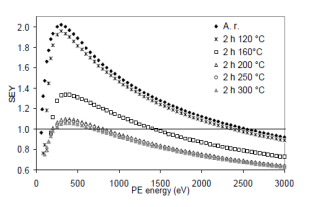 2.0
1.8
1.6
1.4
1.2
1.0
0.8
0.6
SEY
0 500 1000 1500 2000 2500 3000
PE energy (eV)
A. r.
2 h 120 °C
2 h 160°C
2 h 200 °C
2 h 250 °C
2 h 300 °C